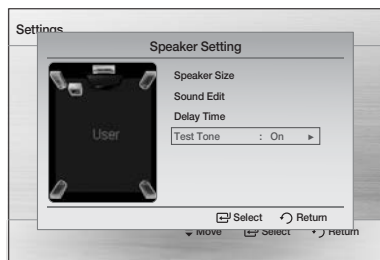 Settings
Speaker Setting
User
Speaker Size
Sound Edit
Delay Time
Test Tone : On ►
Select Return
Move Select Return